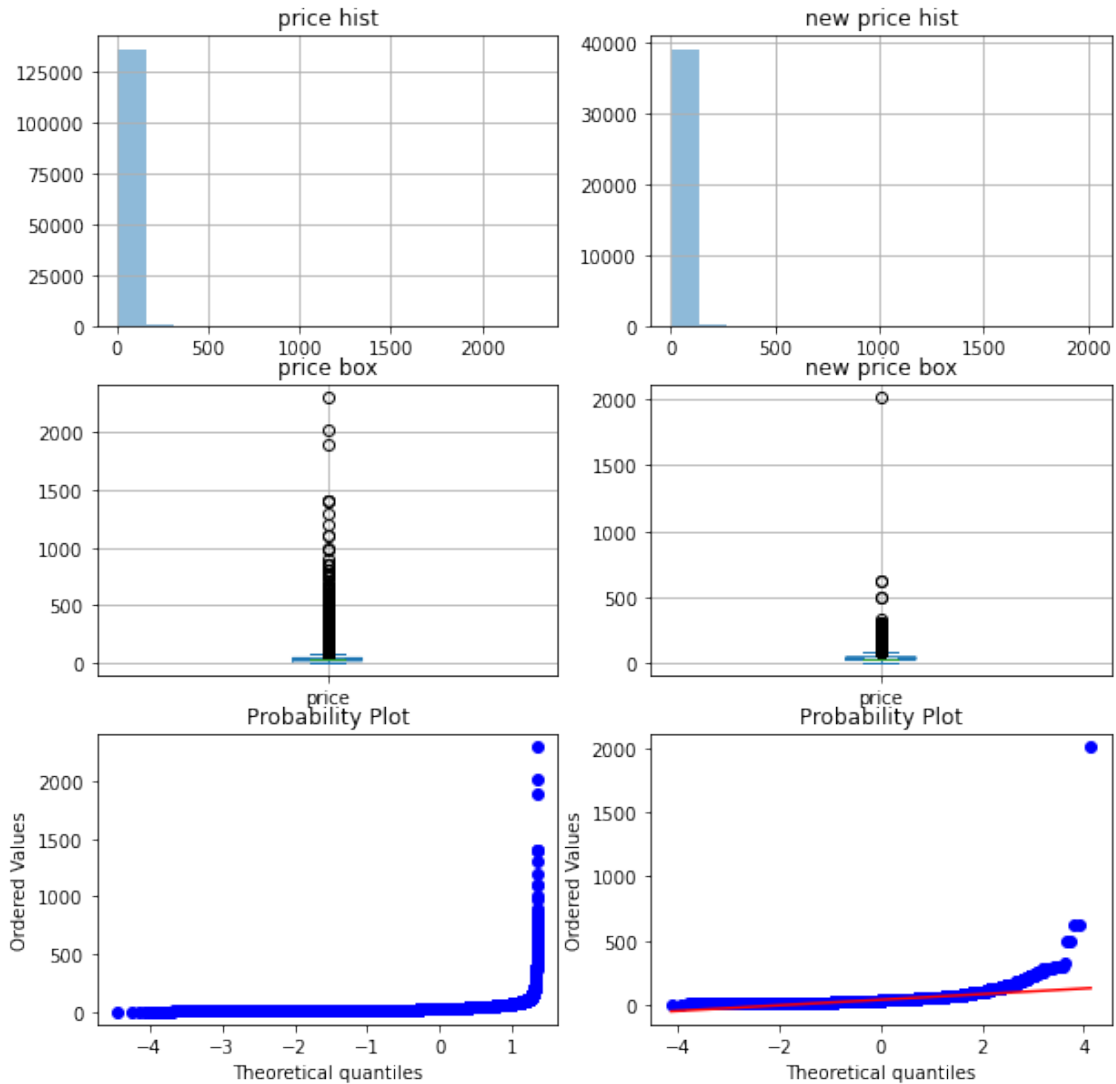 price hist
new price hist
125000
100000
75000
50000
25000
0
0 500 1000 1500 2000
40000
30000
20000
10000
0
0 500 1000 1500 2000
price box
new price box
2000
1500
1000
500
0
price
2000
1500
1000
500
0
price
Probability Plot
Probability Plot
Ordered Values
2000
1500
1000
500
0
−4 −3 −2 −1 0 1
Theoretical quantiles
Ordered Values
2000
1500
1000
500
0
−4 −2 0 2 4
Theoretical quantiles